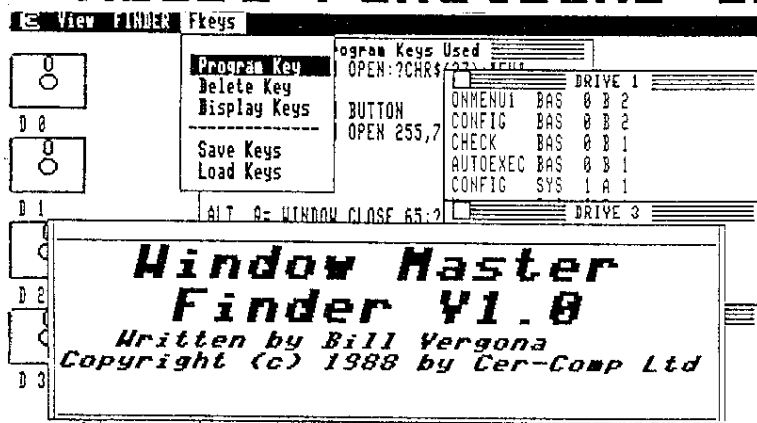 View FINDER Fkeys
Program Key
Delete Key
Display Keys
Save Keys
Load Keys
ogram Keys Used
OPEN:?CHR$
BUTTON
OPEN 255,7
ALT A= WINDOW CLOSE 65:?
DRIVE 1
ONMENU1 BAS 0 B 2
CONFIG BAS 0 B 2
CHECK BAS 0 B 1
AUTOEXEC BAS 0 B 1
CONFIG SYS 1 A 1
DRIVE 3
D 0
D 1
D 2
D 3
Window Master
Finder V1.0
Written by Bill Vergona
Copyright (c) 1988 by Cer-Comp Ltd